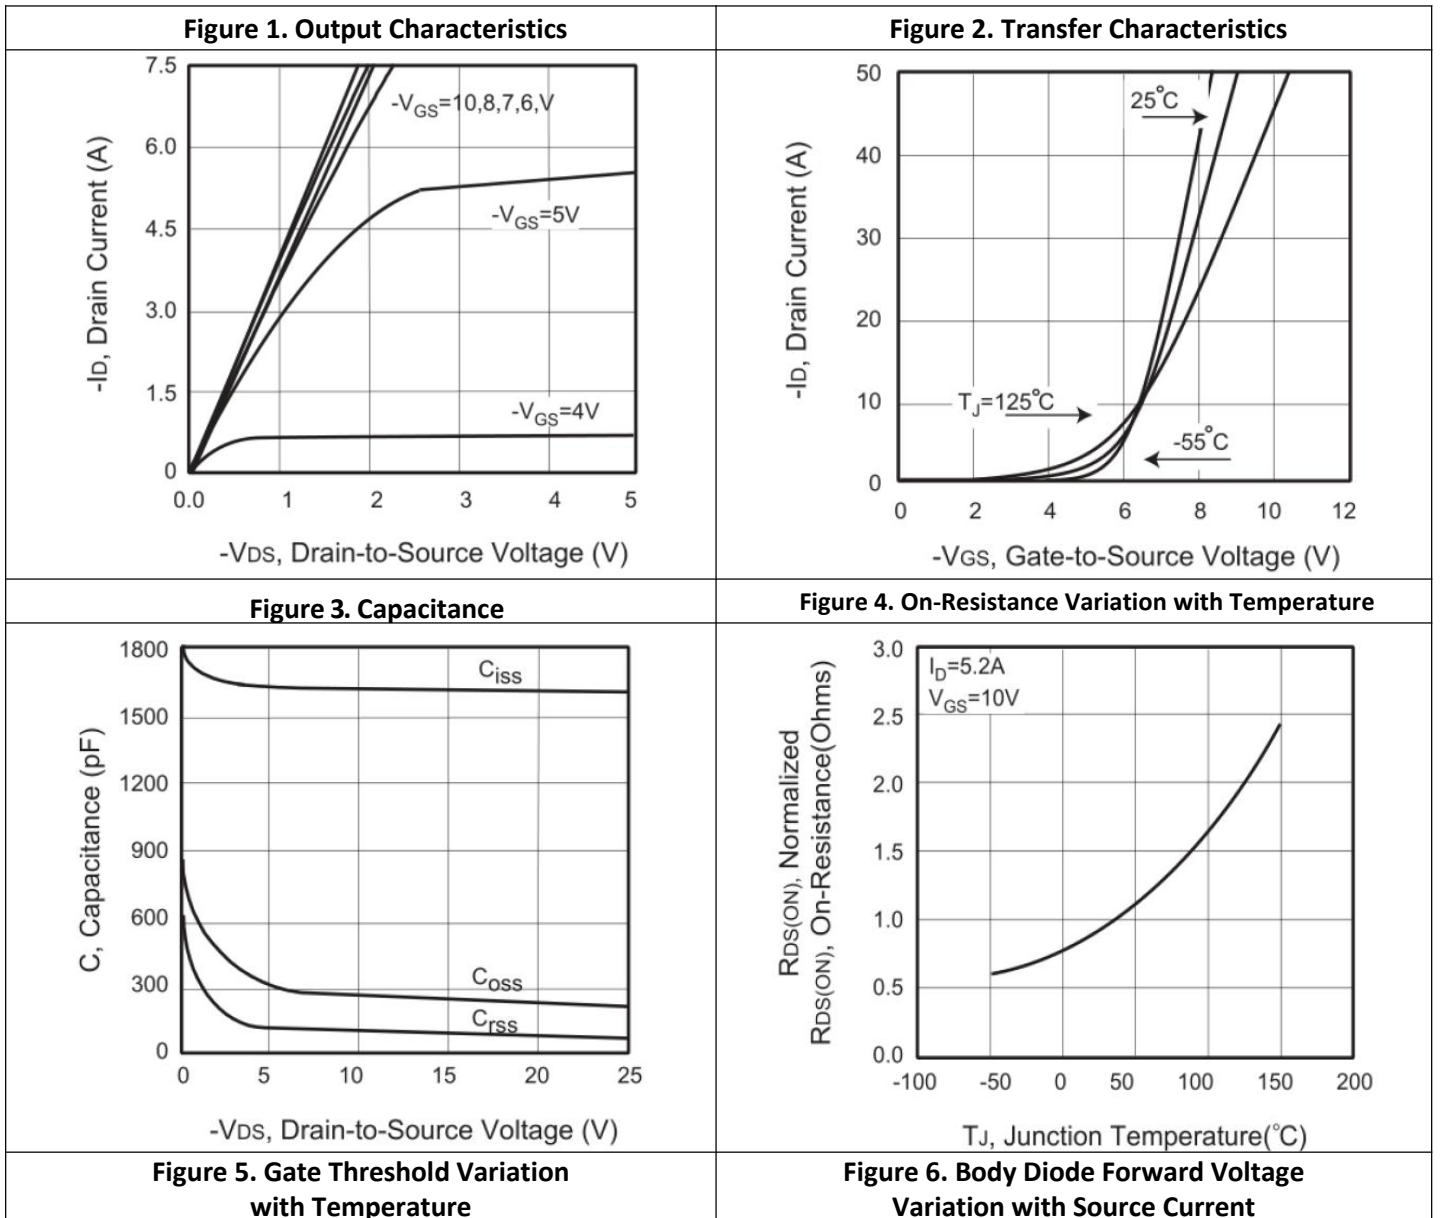 Figure 1. Output Characteristics
7.5
6.0
4.5
3.0
1.5
0
0.0 1 2 3 4 5
-VGS=10,8,7,6,V
-VGS=5V
-VGS=4V
-ID, Drain Current (A)
-VDS, Drain-to-Source Voltage (V)
Figure 2. Transfer Characteristics
50
40
30
20
10
0
0 2 4 6 8 10 12
25°C
TJ=125°C
-55°C
-ID, Drain Current (A)
-VGS, Gate-to-Source Voltage (V)
Figure 3. Capacitance
1800
1500
1200
900
600
300
0
0 5 10 15 20 25
Ciss
Coss
Crss
C, Capacitance (pF)
-VDS, Drain-to-Source Voltage (V)
Figure 4. On-Resistance Variation with Temperature
3.0
2.5
2.0
1.5
1.0
0.5
0.0
-100 -50 0 50 100 150 200
ID=5.2A
VGS=10V
RDS(ON), Normalized
RDS(ON), On-Resistance(Ohms)
TJ, Junction Temperature(°C)
Figure 5. Gate Threshold Variation
with Temperature
Figure 6. Body Diode Forward Voltage
Variation with Source Current